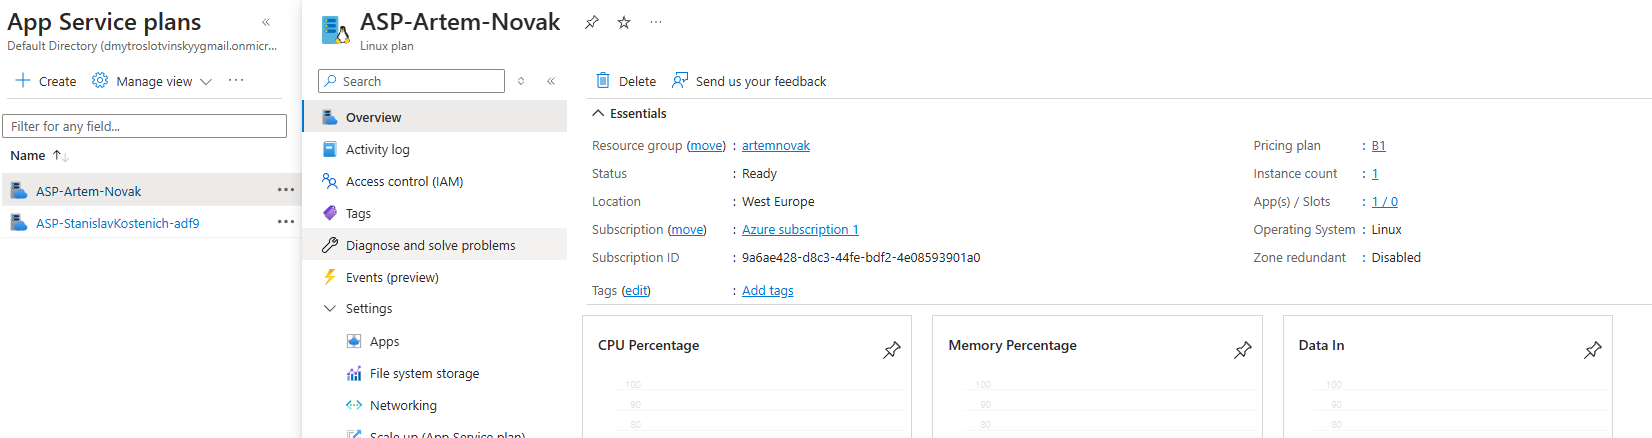 App Service plans
Default Directory (dmytroslotvinskyygmail.onmicr...
Create
Manage view
Filter for any field...
Name
ASP-Artem-Novak
ASP-StanislavKostenich-adf9
ASP-Artem-Novak
Linux plan
Search
Overview
Activity log
Access control (IAM)
Tags
Diagnose and solve problems
Events (preview)
Settings
Apps
File system storage
Networking
Scale up (App Service plan)
Delete
Send us your feedback
Essentials
Resource group (move) : artemnovak
Status : Ready
Location : West Europe
Subscription (move) : Azure subscription 1
Subscription ID : 9a6ae428-d8c3-44fe-bdf2-4e08593901a0
Tags (edit) : Add tags
Pricing plan : B1
Instance count : 1
App(s) / Slots : 1 / 0
Operating System : Linux
Zone redundant : Disabled
CPU Percentage
100
90
80
Memory Percentage
100
90
80
Data In
100
90
80